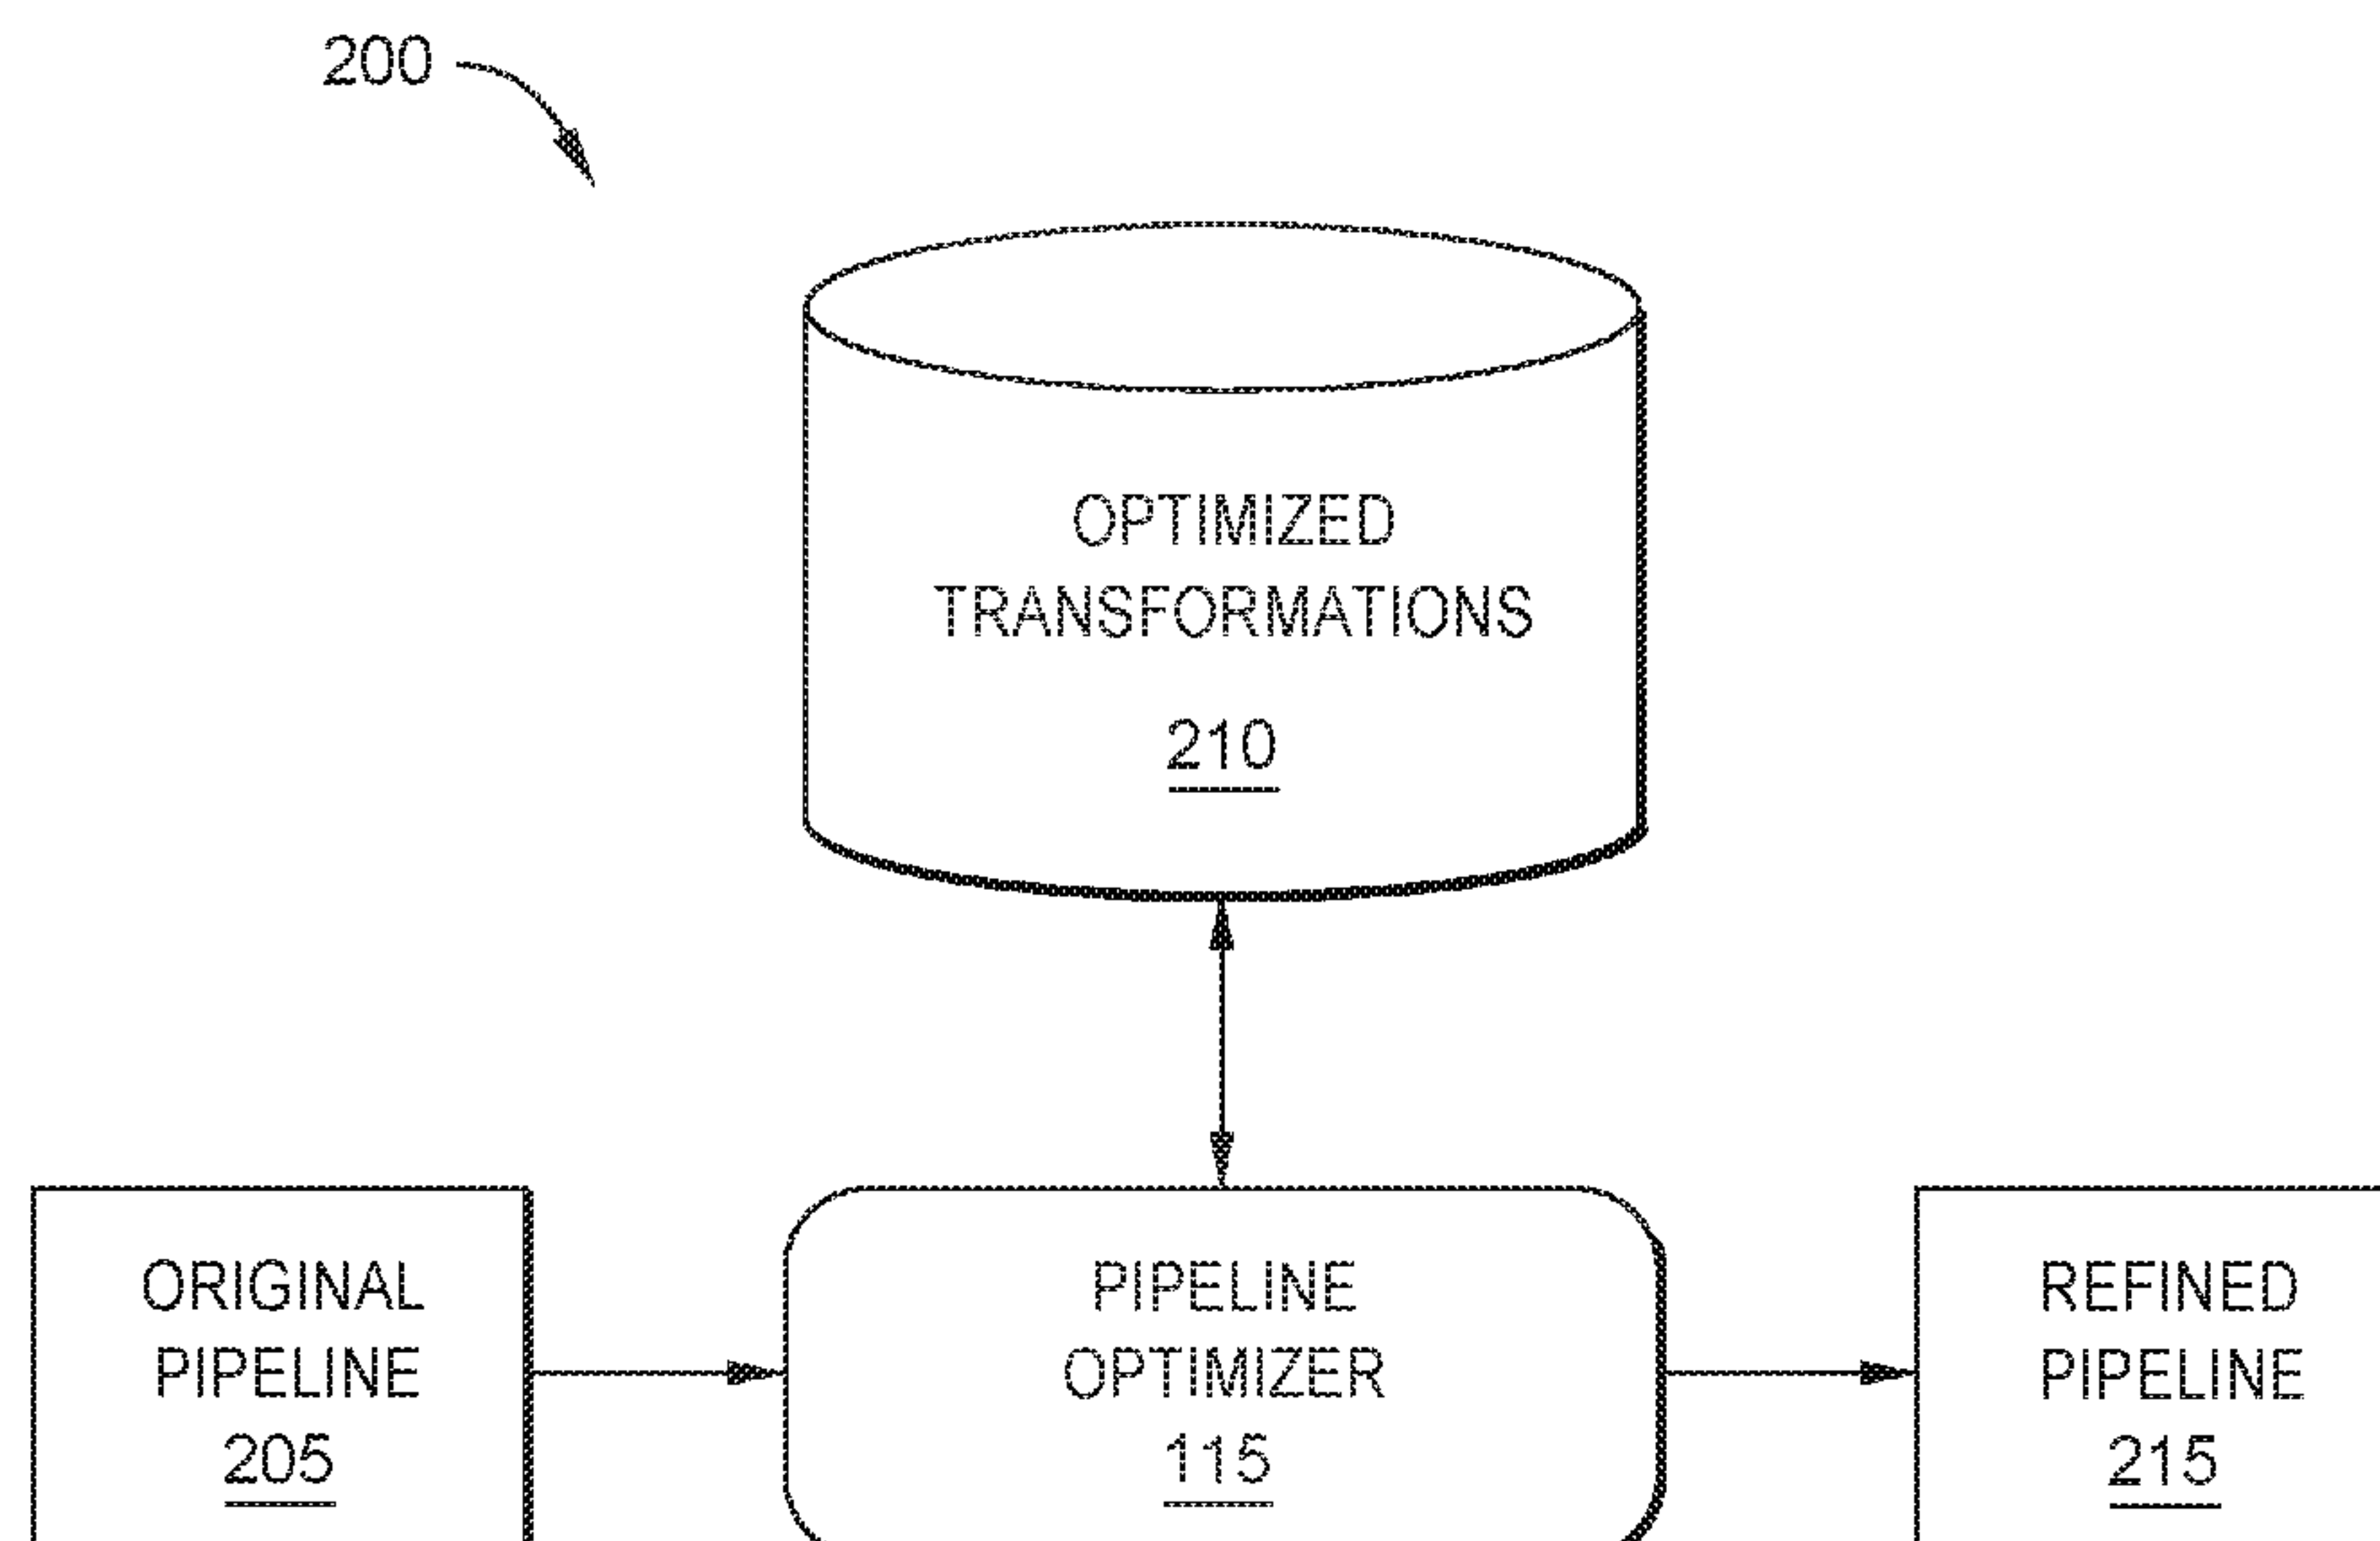 200
OPTIMIZED
TRANSFORMATIONS
210
ORIGINAL
PIPELINE
205
PIPELINE
OPTIMIZER
115
REFINED
PIPELINE
215